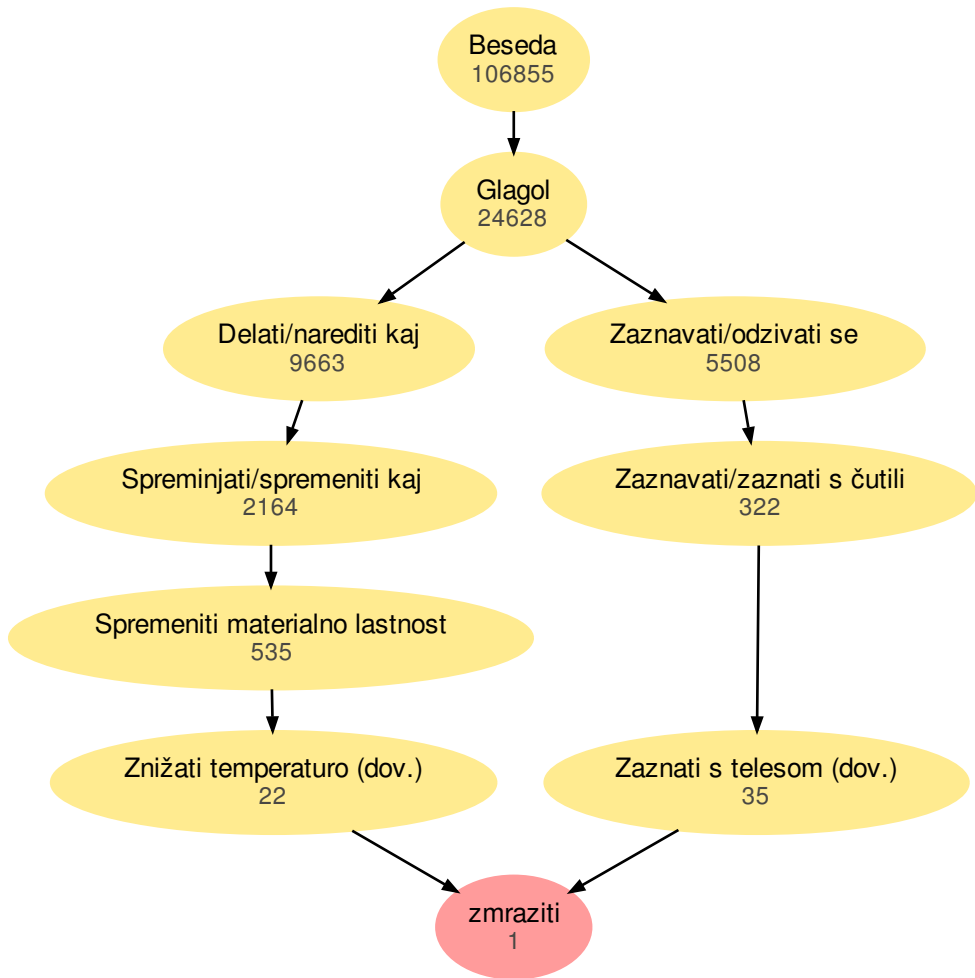 Beseda
106855
Glagol
24628
Delati/narediti kaj
9663
Zaznavati/odzivati se
5508
Spreminjati/spremeniti kaj
2164
Zaznavati/zaznati s čutili
322
Spremeniti materialno lastnost
535
Znižati temperaturo (dov.)
22
Zaznati s telesom (dov.)
35
zmraziti
1